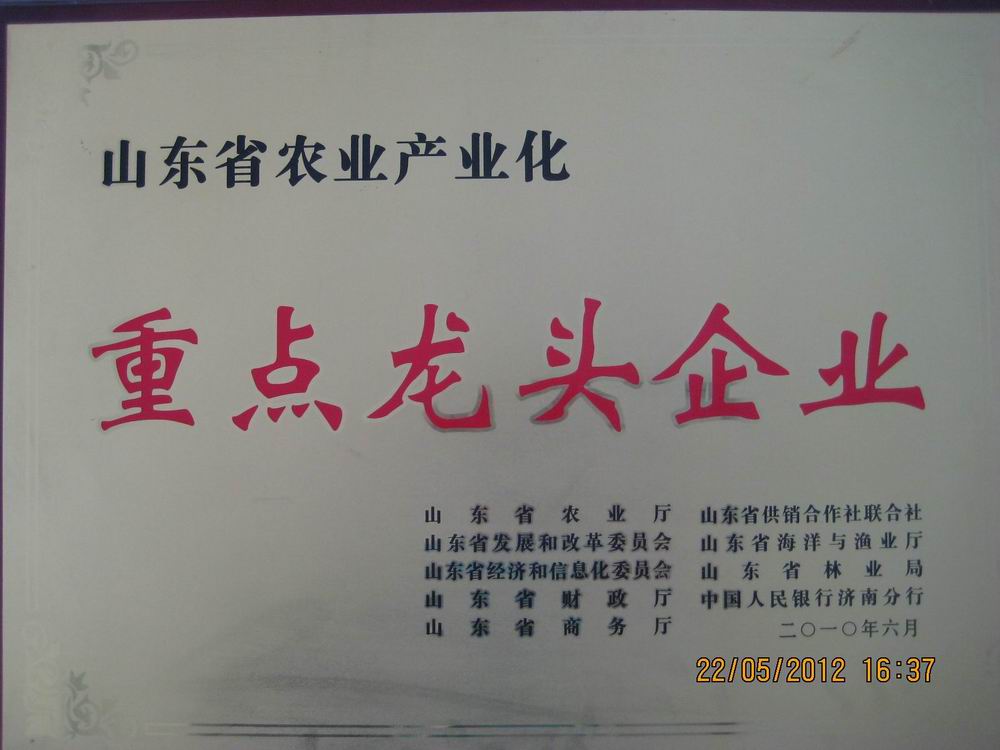 山东省农业产业化
重点龙头企业
山东省农业厅 山东省供销合作社联合社
山东省发展和改革委员会 山东省海洋与渔业厅
山东省经济和信息化委员会 山东省林业局
山东省财政厅 中国人民银行济南分行
山东省商务厅 二〇一〇年六月
22/05/2012 16:37